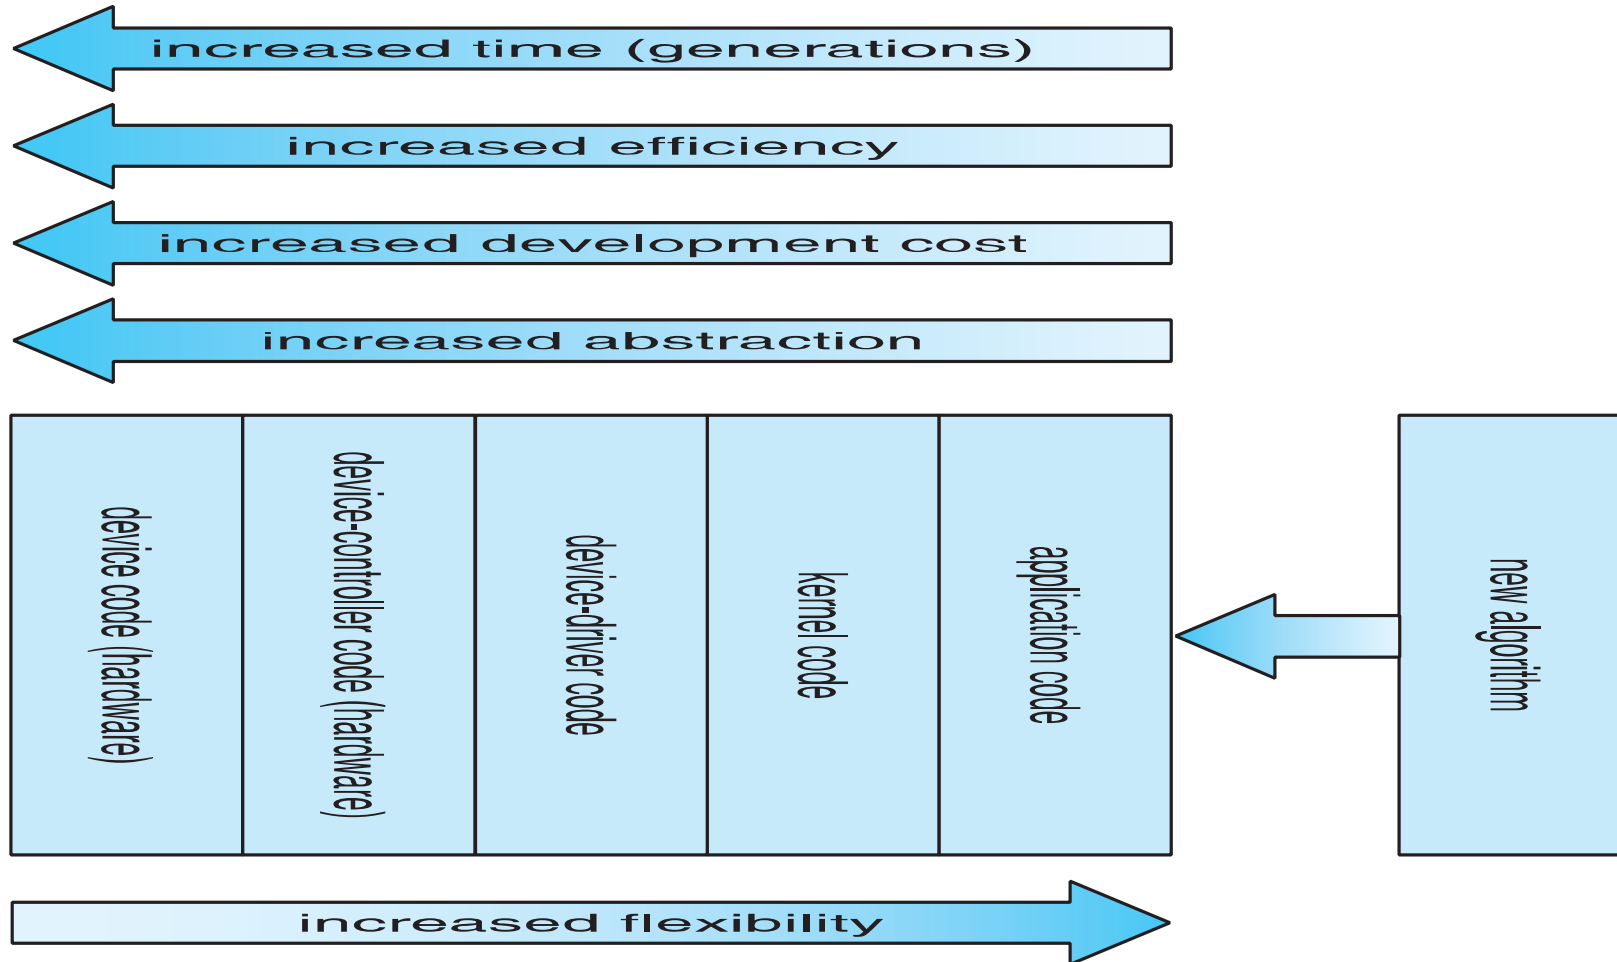 increased time (generations)
increased efficiency
increased development cost
increased abstraction
device code (hardware)
device-controller code (hardware)
device-driver code
kernel code
application code
new algorithm
increased flexibility